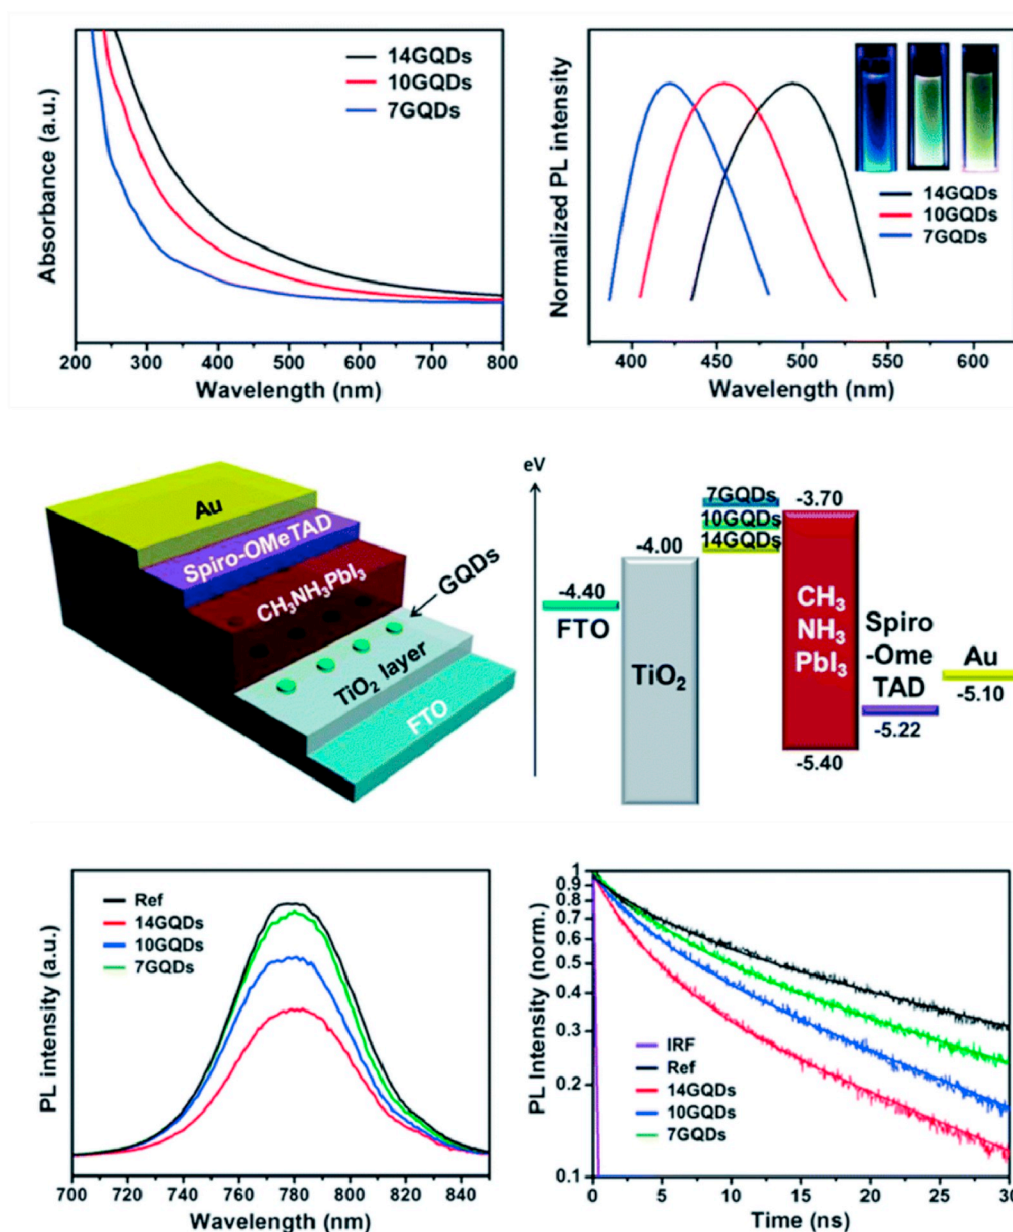 Absorbance (a.u.)
14GQDs
10GQDs
7GQDs
200 300 400 500 600 700 800
Wavelength (nm)
Normalized PL intensity
14GQDs
10GQDs
7GQDs
400 450 500 550 600
Wavelength (nm)
Au
Spiro-OMeTAD
CH3NH3PbI3
GQDs
TiO2 layer
FTO
eV
-4.40
FTO
-4.00
TiO2
7GQDs
10GQDs
14GQDs
-3.70
CH3
NH3
PbI3
-5.40
Spiro
-Ome
TAD
-5.22
Au
-5.10
PL intensity (a.u.)
Ref
14GQDs
10GQDs
7GQDs
700 720 740 760 780 800 820 840
Wavelength (nm)
PL Intensity (norm.)
1
0.9
0.8
0.7
0.6
0.5
0.4
0.3
0.2
0.1
IRF
Ref
14GQDs
10GQDs
7GQDs
0 5 10 15 20 25 30
Time (ns)